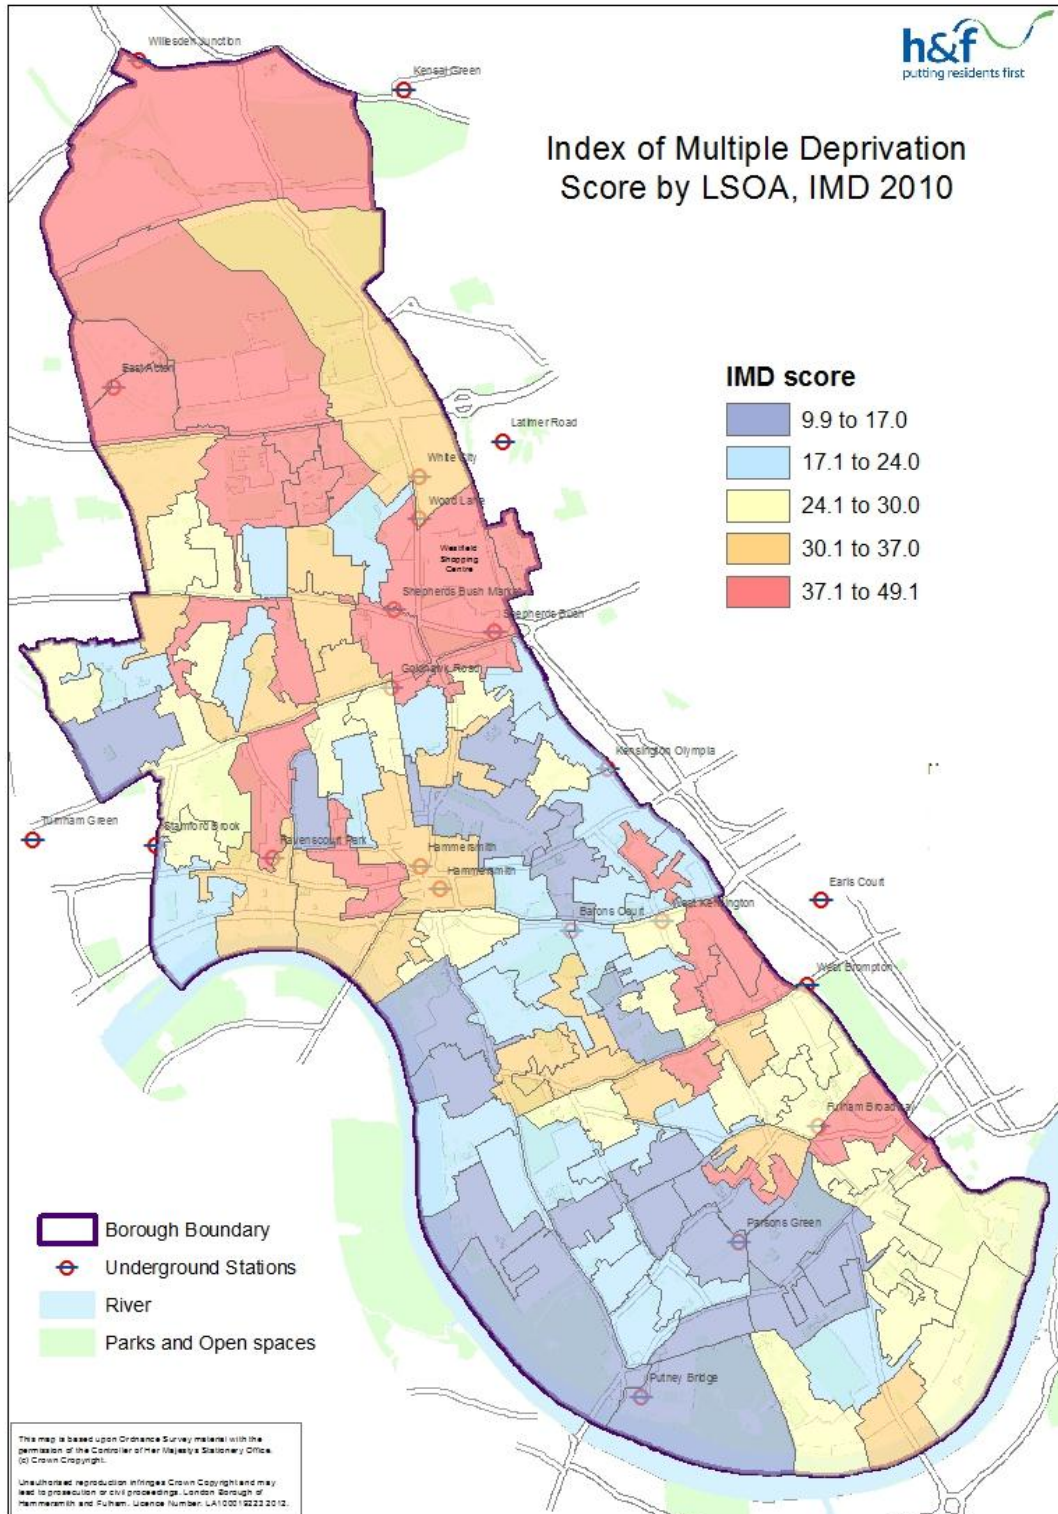 Willesden Junction
Kensal Green
h&f
putting residents first
Index of Multiple Deprivation
Score by LSOA, IMD 2010
East Acton
IMD score
9.9 to 17.0
17.1 to 24.0
24.1 to 30.0
30.1 to 37.0
37.1 to 49.1
Latimer Road
White City
Wood Lane
Westfield
Shopping
Centre
Shepherds Bush Market
Shepherds Bush
Goldhawk Road
Kensington Olympia
Turnham Green
Stamford Brook
Ravenscourt Park
Hammersmith
Hammersmith
Earls Court
West Kensington
Barons Court
West Brompton
Fulham Broadway
Parsons Green
Putney Bridge
Borough Boundary
Underground Stations
River
Parks and Open spaces
This map is based upon Ordnance Survey material with the
permission of the Controller of Her Majestys Stationery Office.
(c) Crown Copyright.
Unauthorised reproduction infringes Crown Copyright and may
lead to prosecution or civil proceedings. London Borough of
Hammersmith and Fulham. Licence Number. LA100019223 2012.